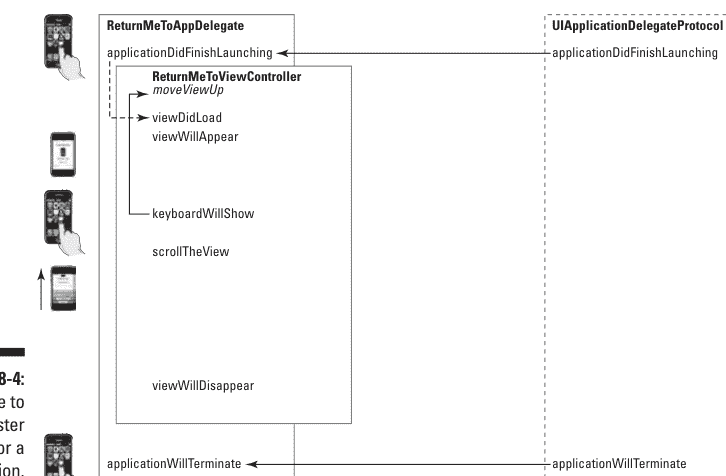 ReturnMeToAppDelegate
UIApplicationDelegateProtocol
applicationDidFinishLaunching
applicationDidFinishLaunching
ReturnMeToViewController
moveViewUp
viewDidLoad
viewWillAppear
keyboardWillShow
scrollTheView
8-4:
e to
ster
or a
ion.
viewWillDisappear
applicationWillTerminate
applicationWillTerminate